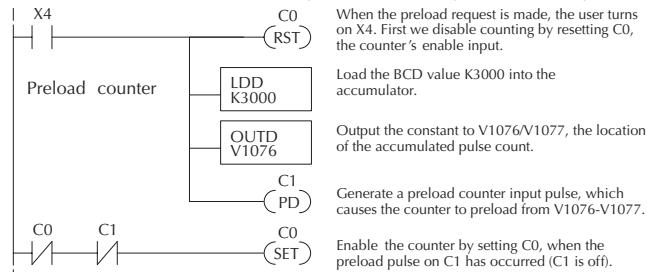 X4
C0
RST
When the preload request is made, the user turns
on X4. First we disable counting by resetting C0,
the counter's enable input.
Preload counter
LDD
K3000
Load the BCD value K3000 into the
accumulator.
OUTD
V1076
Output the constant to V1076/V1077, the location
of the accumulated pulse count.
C1
PD
Generate a preload counter input pulse, which
causes the counter to preload from V1076-V1077.
C0
C1
C0
SET
Enable the counter by setting C0, when the
preload pulse on C1 has occurred (C1 is off).